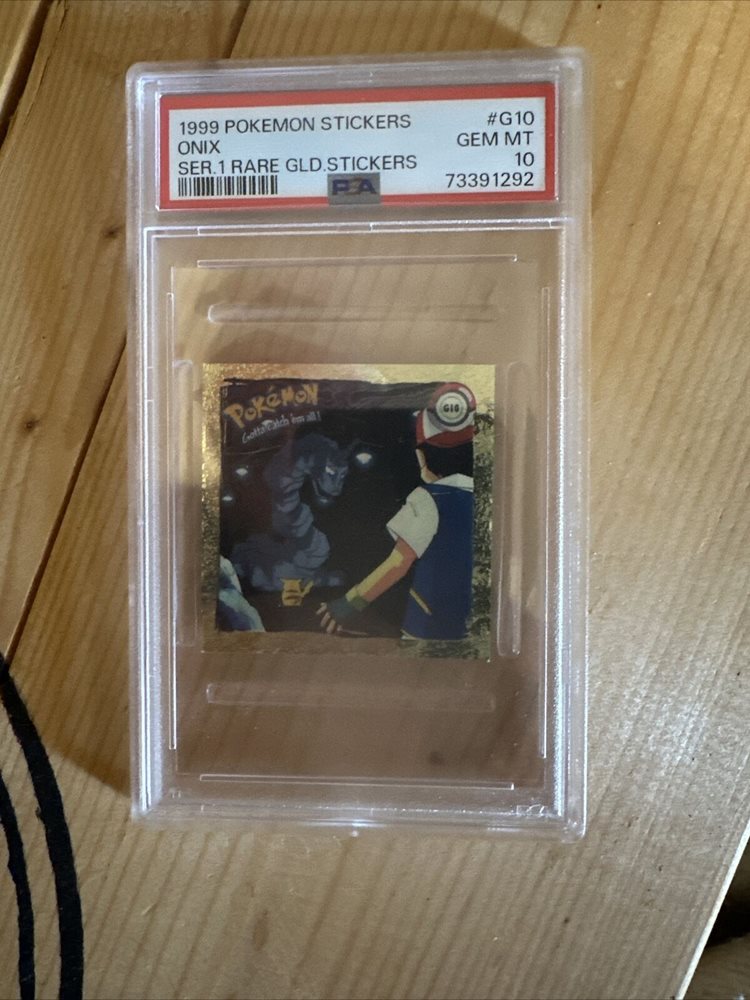 1999 POKEMON STICKERS #G10
ONIX GEM MT
SER.1 RARE GLD.STICKERS 10
PSA 73391292
POKéMON
Gotta catch 'em all!
G10